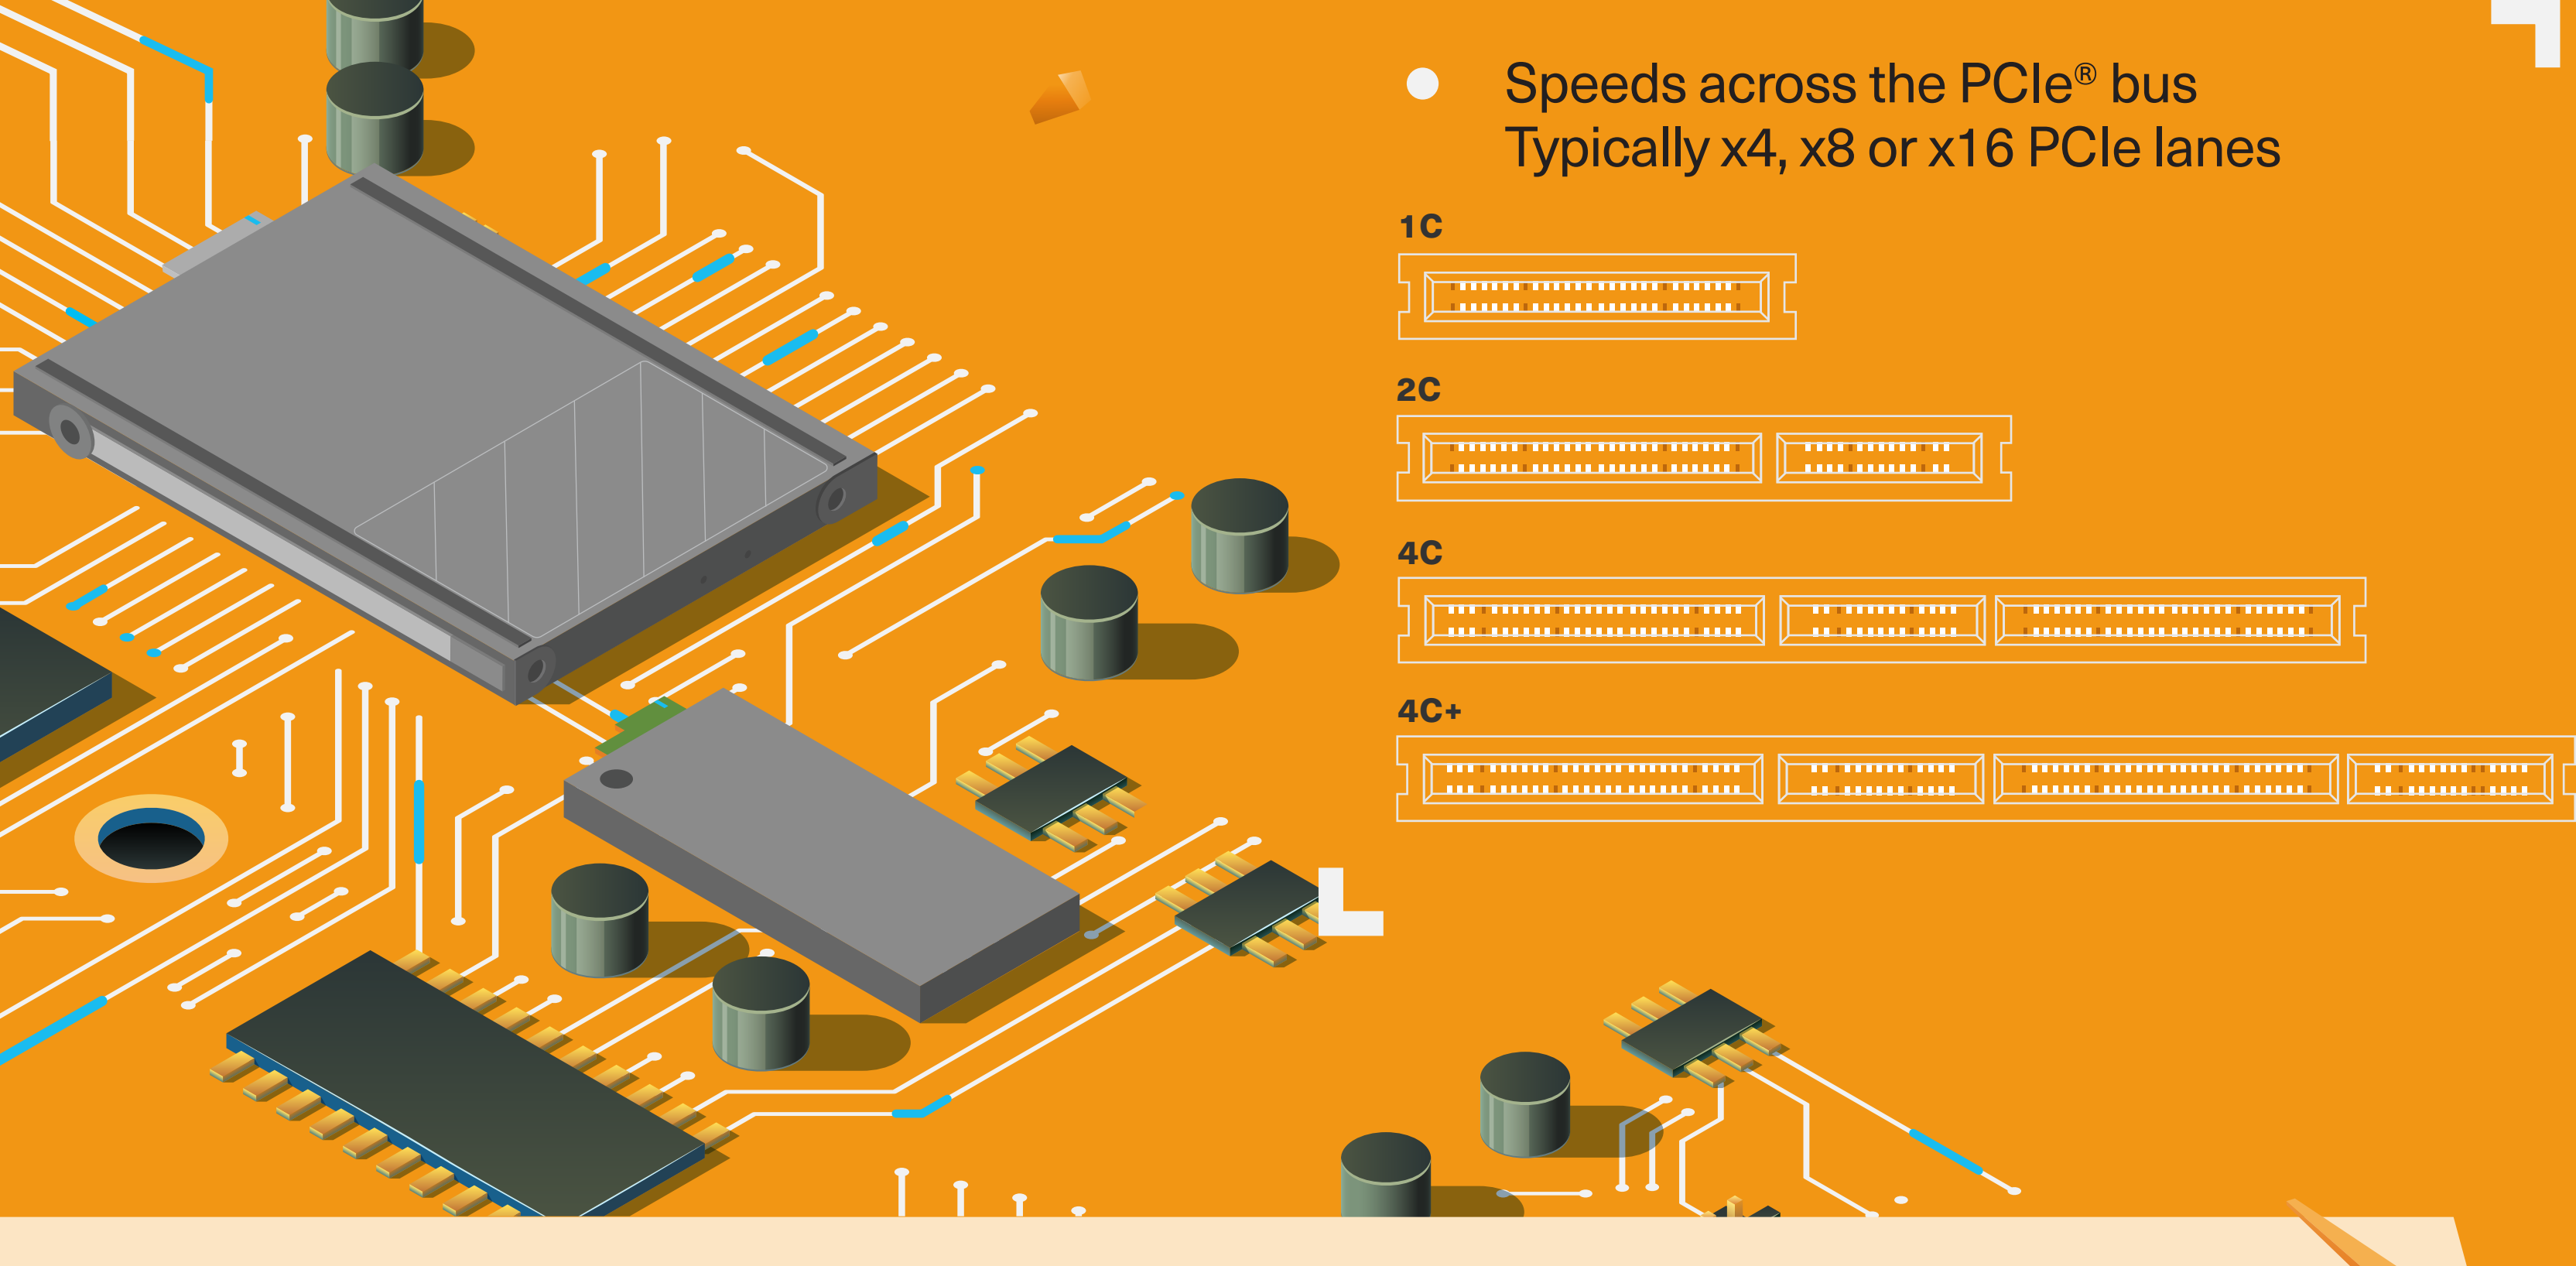 Speeds across the PCIe® bus
Typically x4, x8 or x16 PCIe lanes
1C
2C
4C
4C+